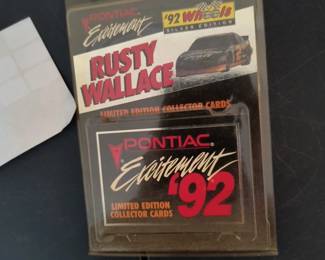 PONTIAC
Excitement
'92 Wheels
SILVER EDITION
RUSTY
WALLACE
LIMITED EDITION COLLECTOR CARDS
PONTIAC®
Excitement
'92
LIMITED EDITION
COLLECTOR CARDS